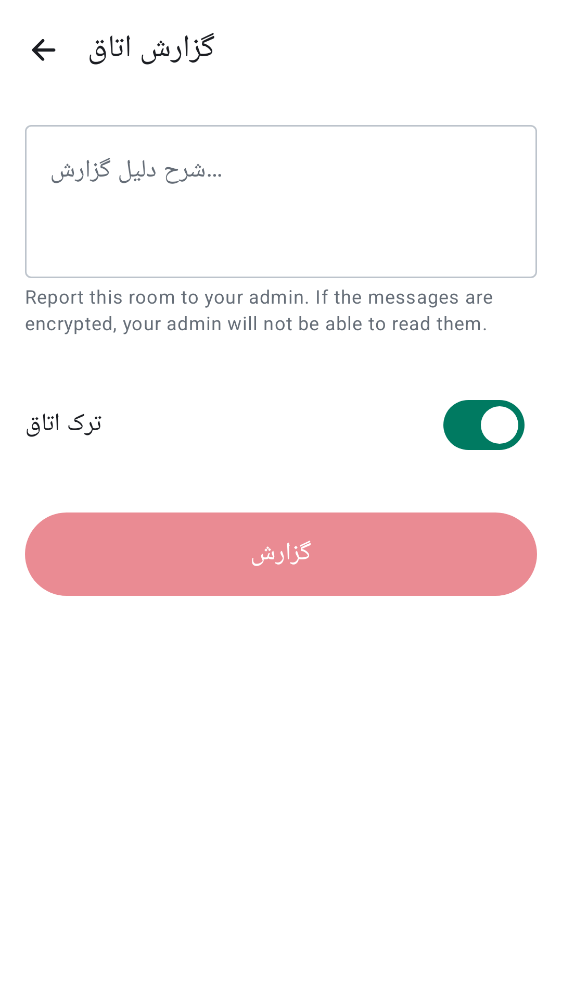 گزارش اتاق
شرح دلیل گزارش...
Report this room to your admin. If the messages are
encrypted, your admin will not be able to read them.
ترک اتاق
گزارش